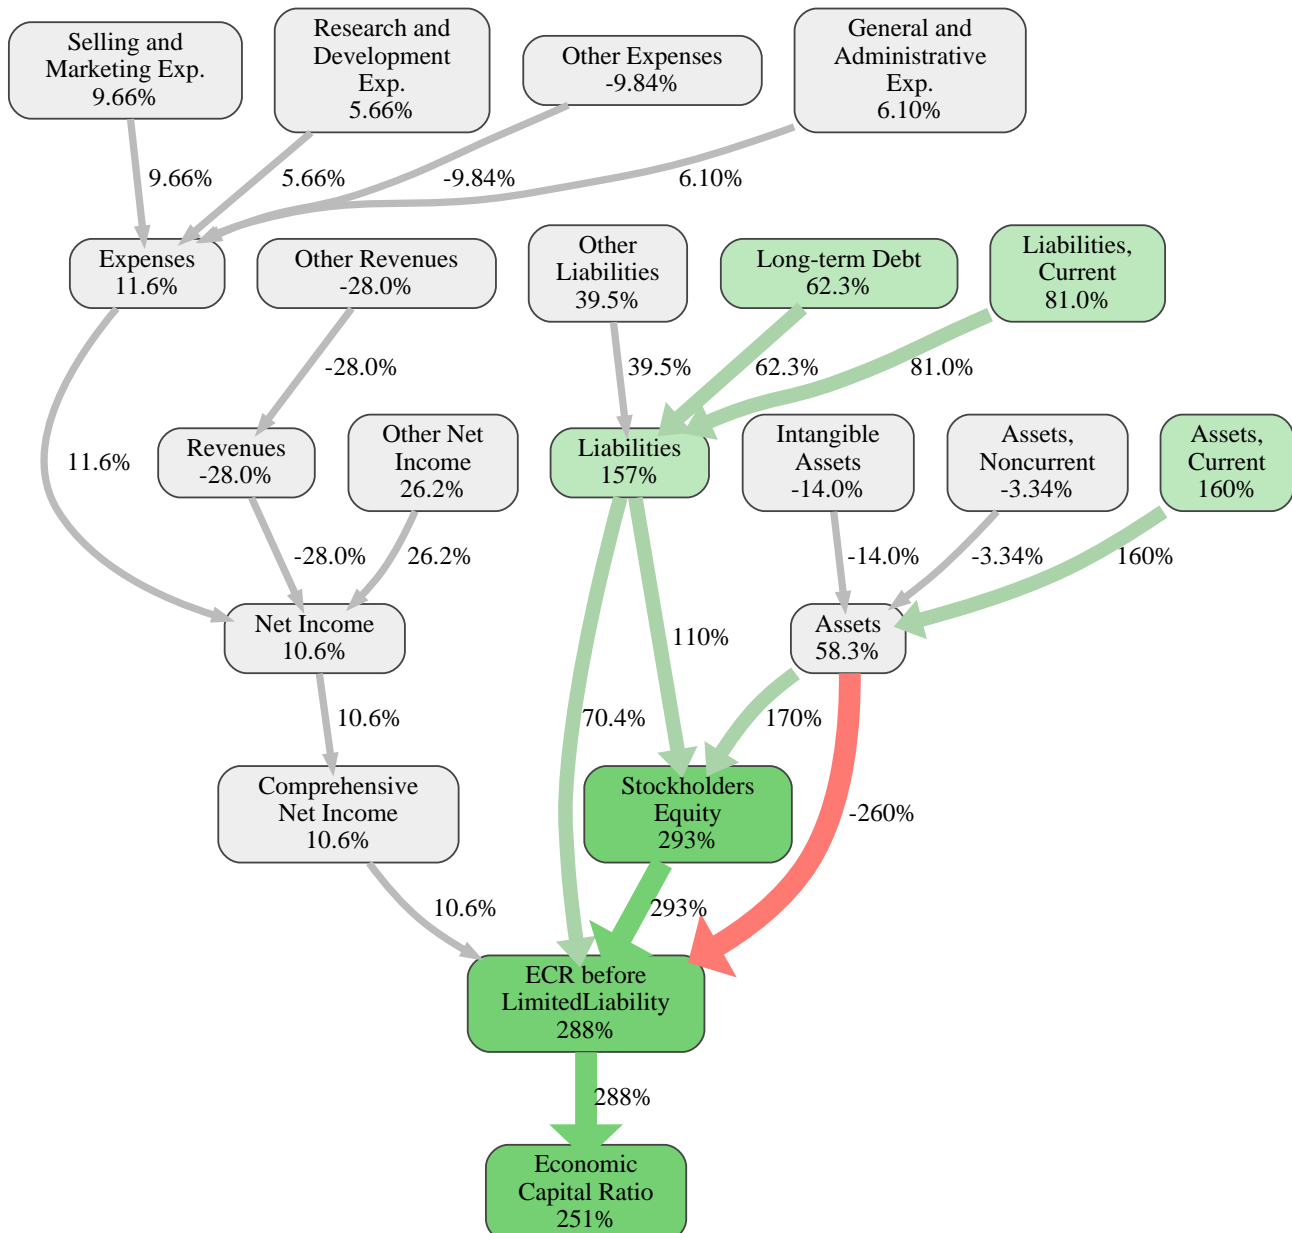 Selling and
Marketing Exp.
9.66%
Research and
Development
Exp.
5.66%
Other Expenses
-9.84%
General and
Administrative
Exp.
6.10%
9.66%
5.66%
-9.84%
6.10%
Expenses
11.6%
Other Revenues
-28.0%
Other
Liabilities
39.5%
Long-term Debt
62.3%
Liabilities,
Current
81.0%
-28.0%
39.5%
62.3%
81.0%
11.6%
Revenues
-28.0%
Other Net
Income
26.2%
Liabilities
157%
Intangible
Assets
-14.0%
Assets,
Noncurrent
-3.34%
Assets,
Current
160%
-28.0%
26.2%
-14.0%
-3.34%
160%
Net Income
10.6%
110%
Assets
58.3%
10.6%
70.4%
170%
Comprehensive
Net Income
10.6%
Stockholders
Equity
293%
-260%
10.6%
293%
ECR before
LimitedLiability
288%
288%
Economic
Capital Ratio
251%